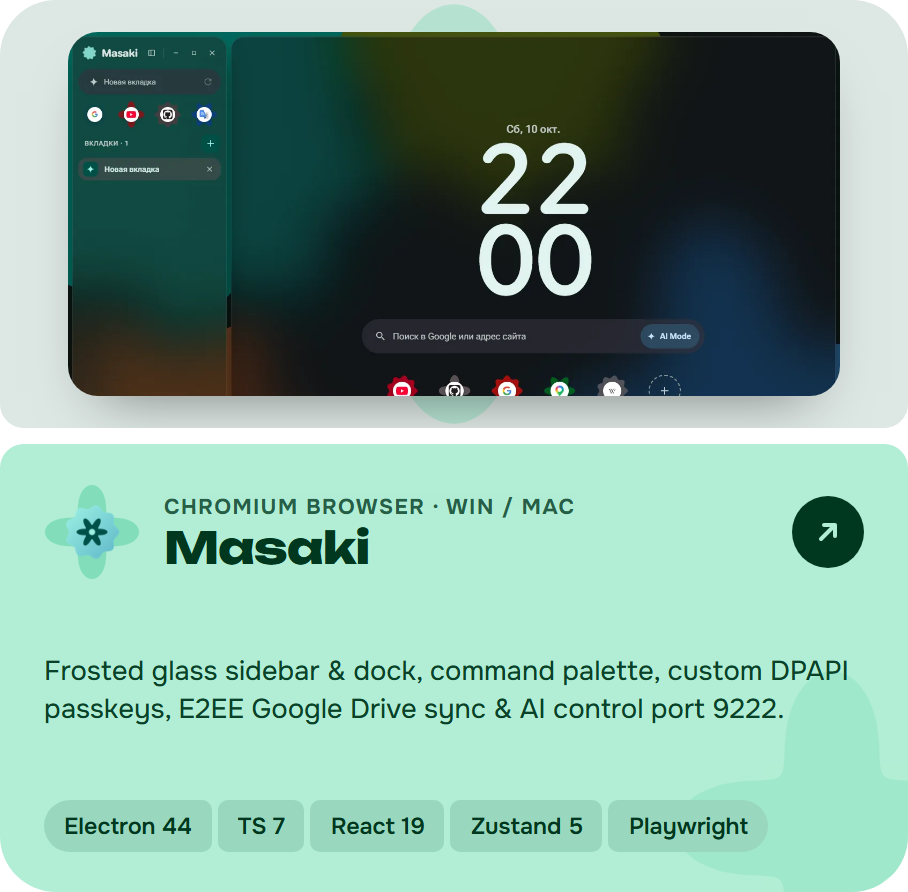 Masaki
Новая вкладка
ВКЛАДКИ · 1
Новая вкладка
Сб, 10 окт.
22
00
Поиск в Google или адрес сайта
AI Mode
CHROMIUM BROWSER · WIN / MAC
Masaki
Frosted glass sidebar & dock, command palette, custom DPAPI
passkeys, E2EE Google Drive sync & AI control port 9222.
Electron 44
TS 7
React 19
Zustand 5
Playwright